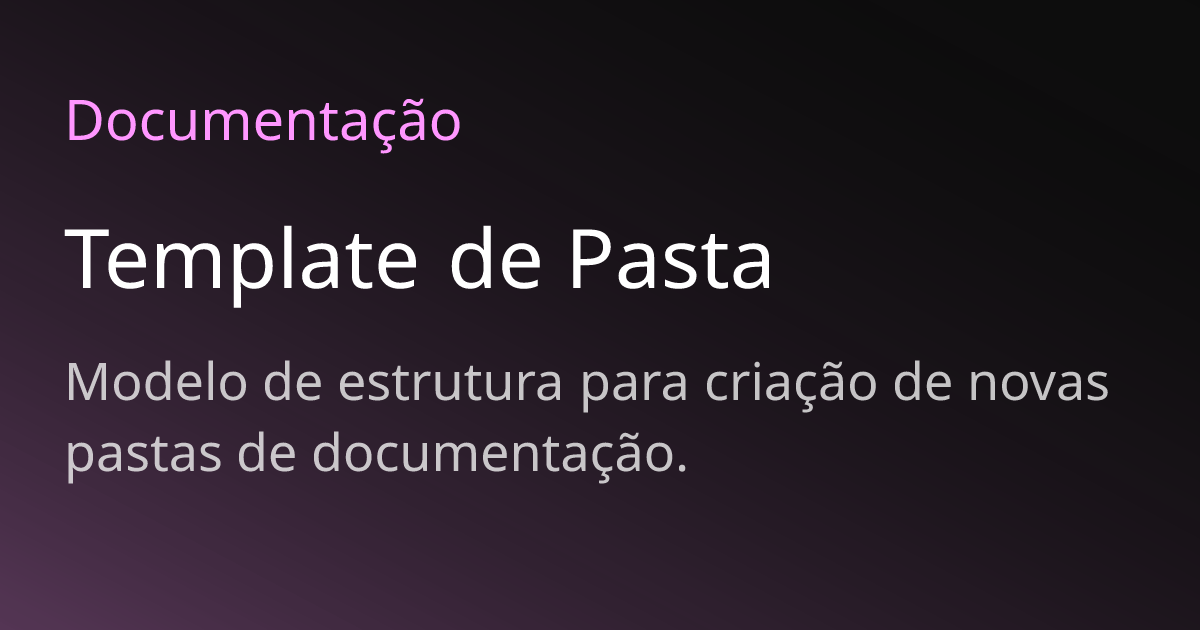 Documentação
Template de Pasta
Modelo de estrutura para criação de novas
pastas de documentação.